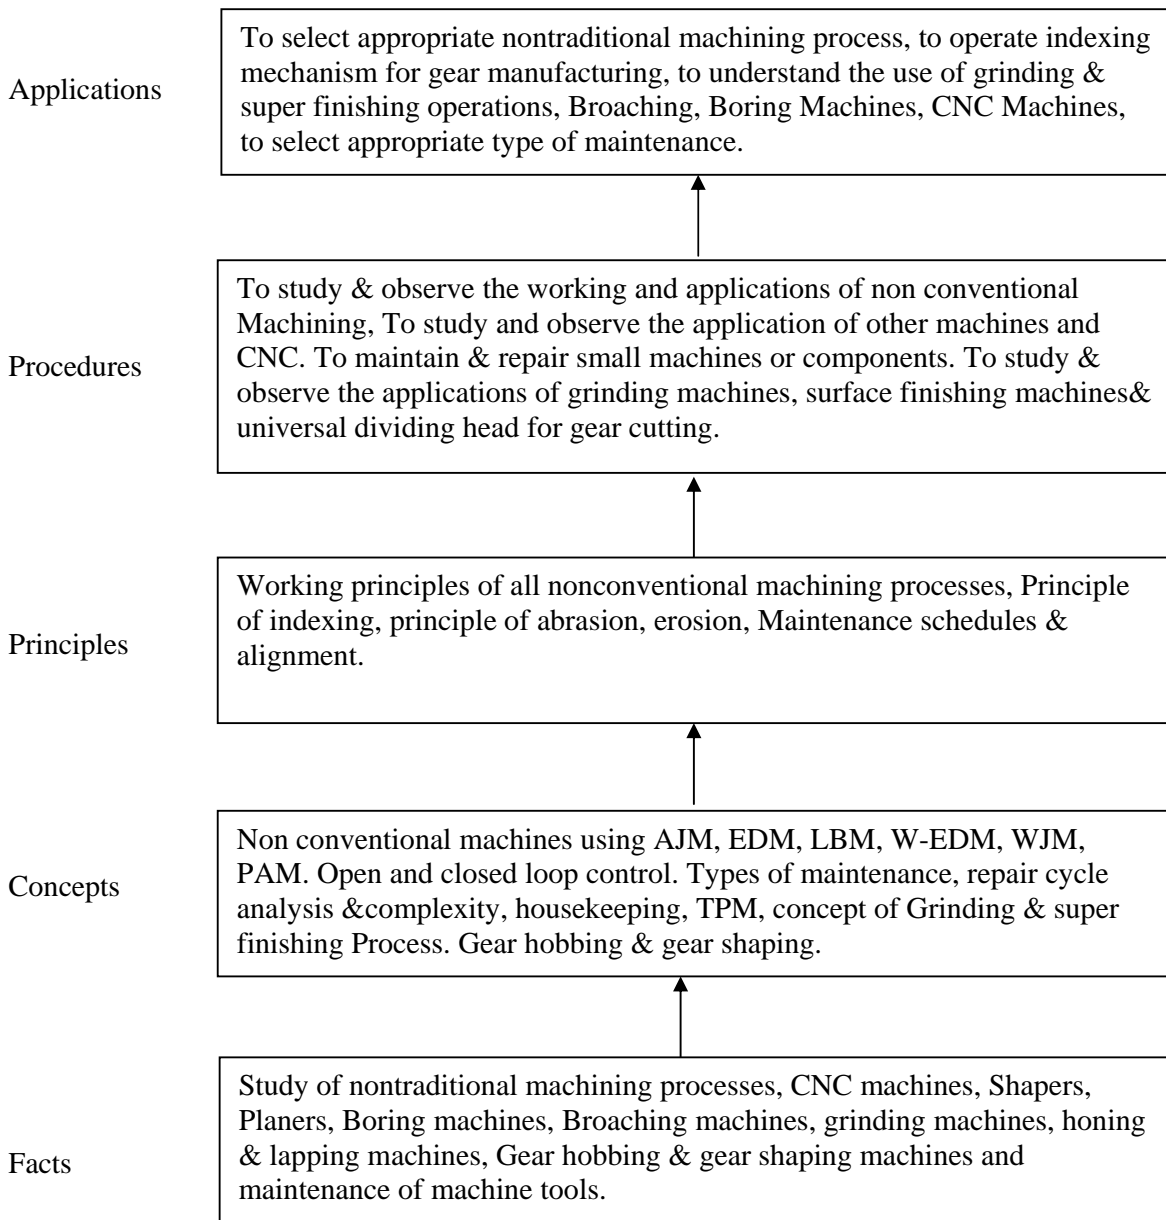 Applications
To select appropriate nontraditional machining process, to operate indexing
mechanism for gear manufacturing, to understand the use of grinding &
super finishing operations, Broaching, Boring Machines, CNC Machines,
to select appropriate type of maintenance.
Procedures
To study & observe the working and applications of non conventional
Machining, To study and observe the application of other machines and
CNC. To maintain & repair small machines or components. To study &
observe the applications of grinding machines, surface finishing machines&
universal dividing head for gear cutting.
Principles
Working principles of all nonconventional machining processes, Principle
of indexing, principle of abrasion, erosion, Maintenance schedules &
alignment.
Concepts
Non conventional machines using AJM, EDM, LBM, W-EDM, WJM,
PAM. Open and closed loop control. Types of maintenance, repair cycle
analysis &complexity, housekeeping, TPM, concept of Grinding & super
finishing Process. Gear hobbing & gear shaping.
Facts
Study of nontraditional machining processes, CNC machines, Shapers,
Planers, Boring machines, Broaching machines, grinding machines, honing
& lapping machines, Gear hobbing & gear shaping machines and
maintenance of machine tools.